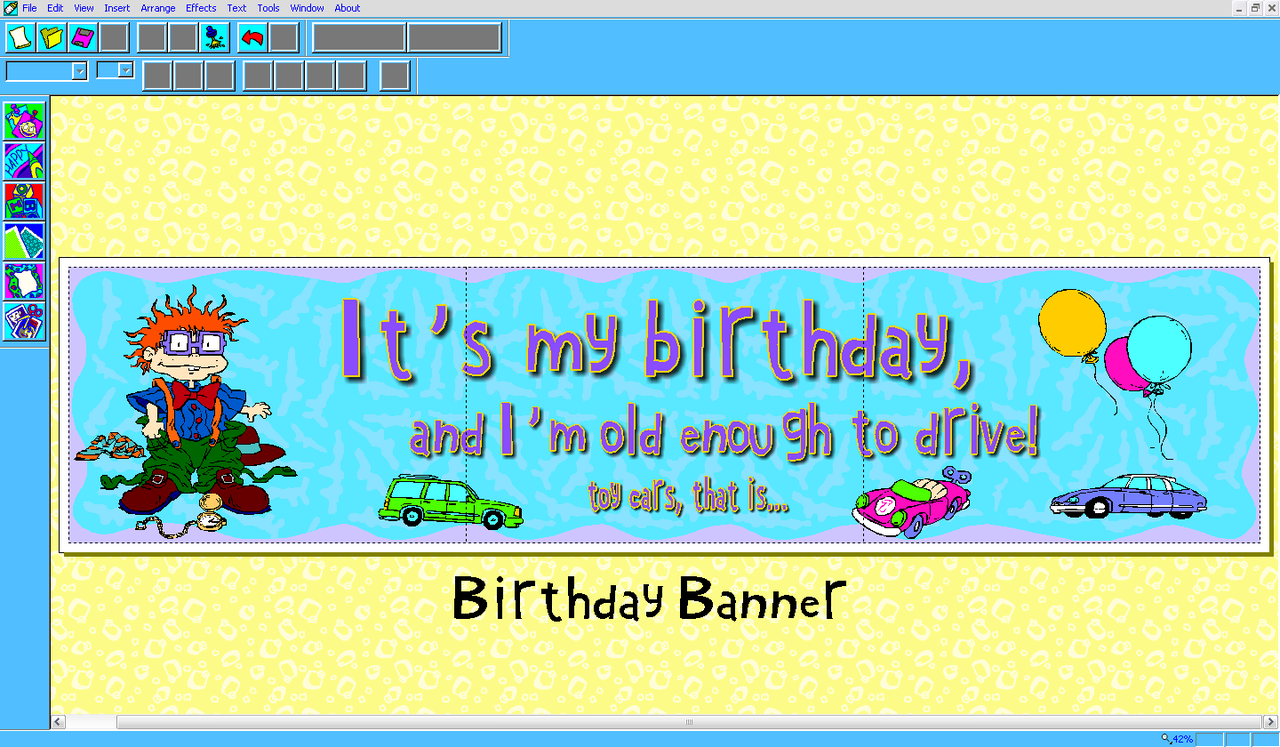 File Edit View Insert Arrange Effects Text Tools Window About
It's my birthday,
and I'm old enough to drive!
toy cars, that is...
Birthday Banner
42%